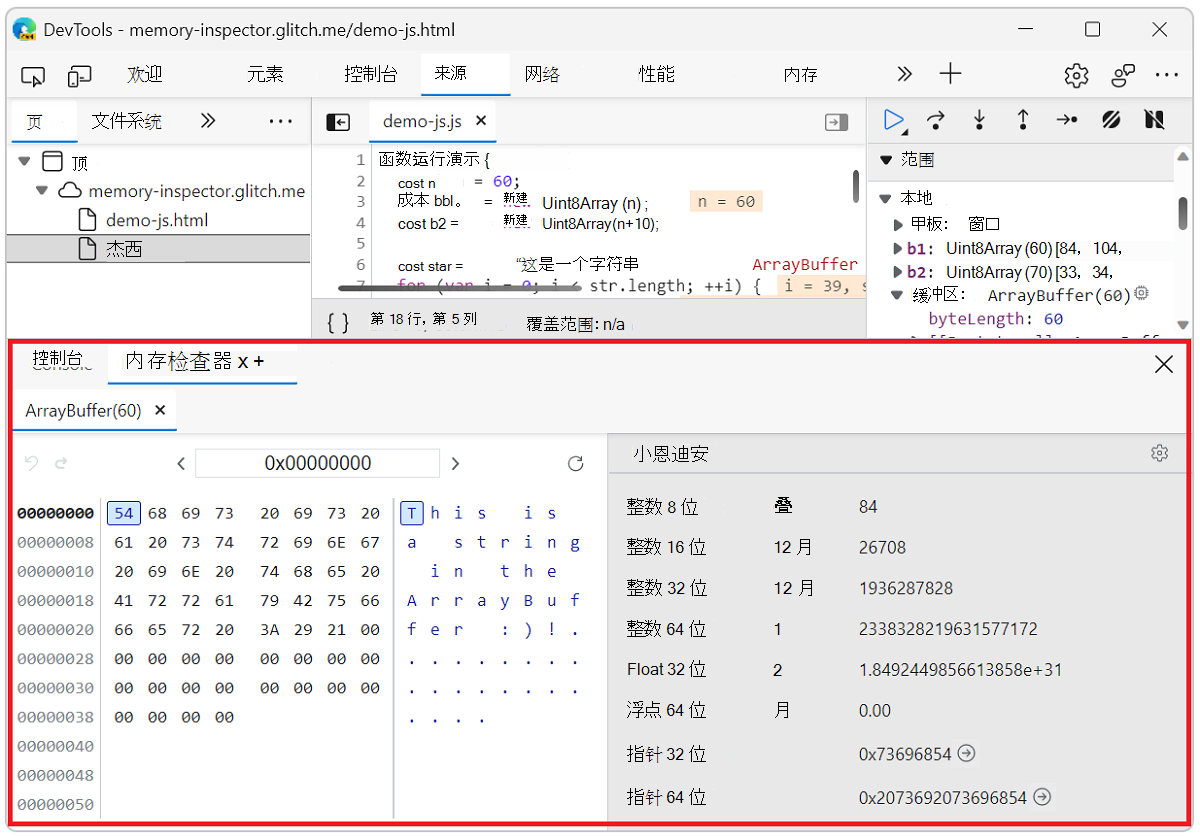 DevTools - memory-inspector.glitch.me/demo-js.html
欢迎 元素 控制台 来源 网络 性能 内存
页 文件系统 demo-js.js ×
顶
memory-inspector.glitch.me
demo-js.html
杰西
1 函数运行演示 {
2 cost n = 60;
3 成本 bbl。 = 新建 Uint8Array (n) ; n = 60
4 cost b2 = 新建 Uint8Array(n+10);
5
6 cost star = “这是一个字符串 ArrayBuffer
7 for (var i = 0; i < str.length; ++i) { i = 39, s
{ } 第 18 行，第 5 列 覆盖范围: n/a
范围
本地
甲板: 窗口
b1: Uint8Array(60)[84, 104,
b2: Uint8Array(70)[33, 34,
缓冲区: ArrayBuffer(60)
byteLength: 60
控制台 内存检查器 x +
ArrayBuffer(60) ×
0x00000000
00000000 54 68 69 73 20 69 73 20 T h i s i s
00000008 61 20 73 74 72 69 6E 67 a s t r i n g
00000010 20 69 6E 20 74 68 65 20 i n t h e
00000018 41 72 72 61 79 42 75 66 A r r a y B u f
00000020 66 65 72 20 3A 29 21 00 f e r : ) ! .
00000028 00 00 00 00 00 00 00 00 . . . . . . . .
00000030 00 00 00 00 00 00 00 00 . . . . . . . .
00000038 00 00 00 00 . . . .
00000040
00000048
00000050
小恩迪安
整数 8 位 叠 84
整数 16 位 12 月 26708
整数 32 位 12 月 1936287828
整数 64 位 1 2338328219631577172
Float 32 位 2 1.8492449856613858e+31
浮点 64 位 月 0.00
指针 32 位 0x73696854
指针 64 位 0x2073692073696854